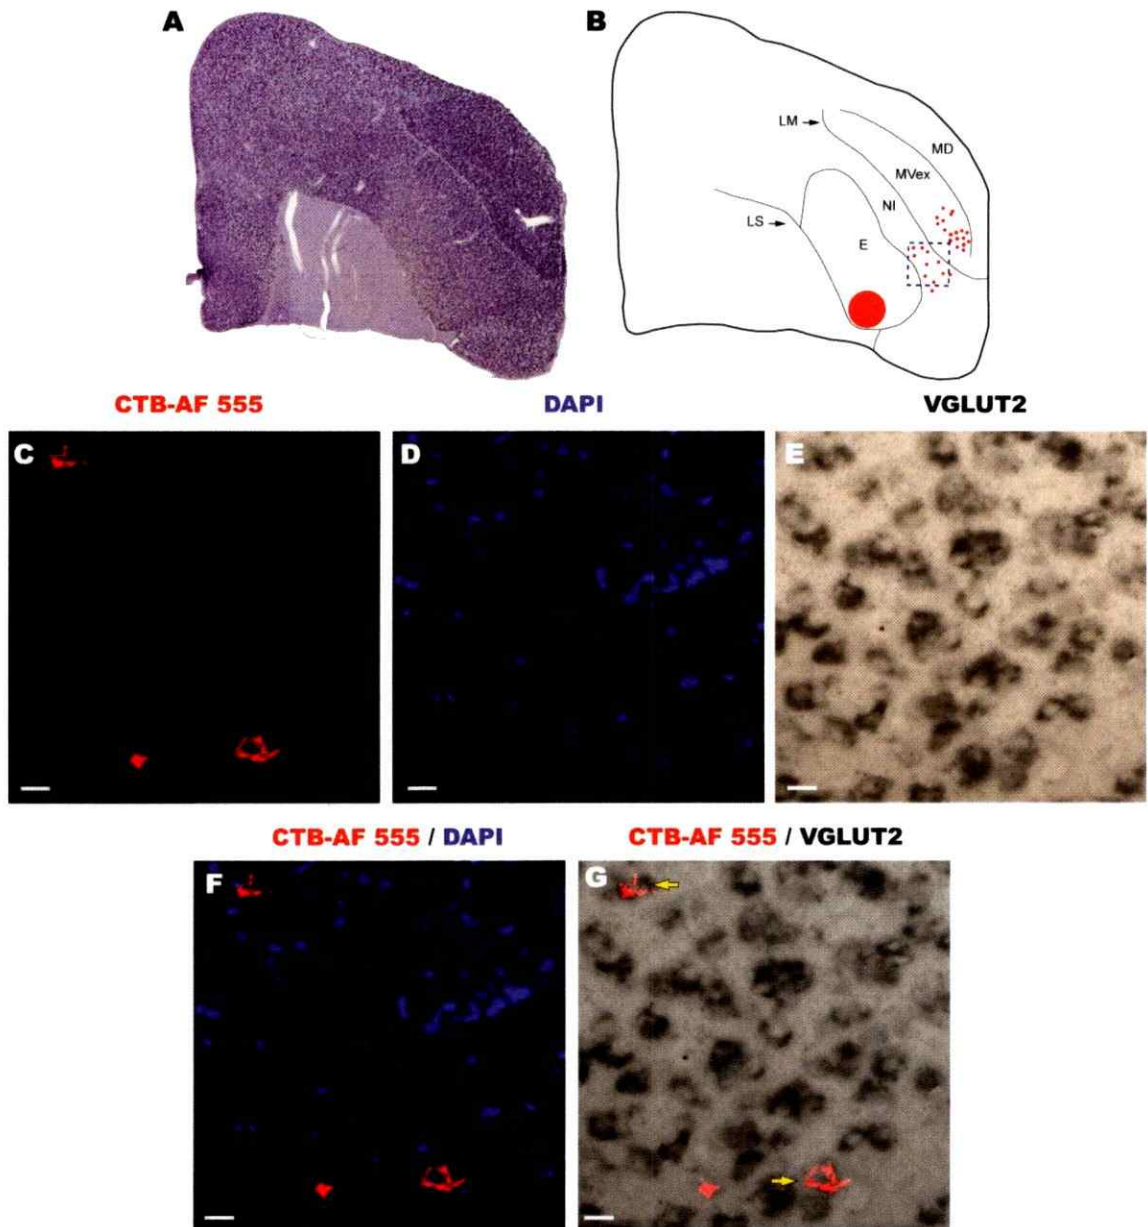 A
B
LM
MD
MVex
NI
LS
E
CTB-AF 555
DAPI
VGLUT2
C
D
E
CTB-AF 555 / DAPI
CTB-AF 555 / VGLUT2
F
G